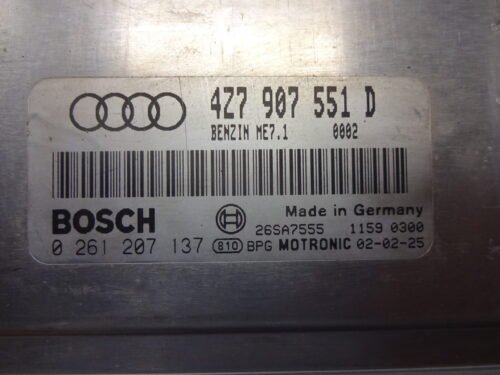 4Z7 907 551 D
BENZIN ME7.1 0002
BOSCH Made in Germany
26SA7555 1159 0300
0 261 207 137 810 BPG MOTRONIC 02-02-25